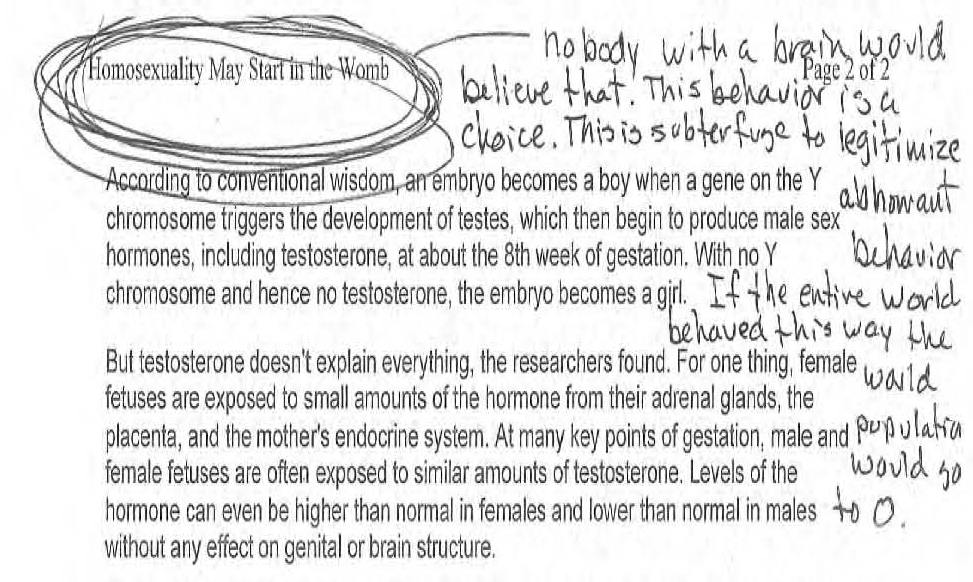 Homosexuality May Start in the Womb
Page 2 of 2
nobody with a brain would
believe that. This behavior is a
choice. This is subterfuge to legitimize
abhorant
behavior
If the entire world
behaved this way the
world
population
would go
to 0.
According to conventional wisdom, an embryo becomes a boy when a gene on the Y
chromosome triggers the development of testes, which then begin to produce male sex
hormones, including testosterone, at about the 8th week of gestation. With no Y
chromosome and hence no testosterone, the embryo becomes a girl.
But testosterone doesn't explain everything, the researchers found. For one thing, female
fetuses are exposed to small amounts of the hormone from their adrenal glands, the
placenta, and the mother's endocrine system. At many key points of gestation, male and
female fetuses are often exposed to similar amounts of testosterone. Levels of the
hormone can even be higher than normal in females and lower than normal in males
without any effect on genital or brain structure.